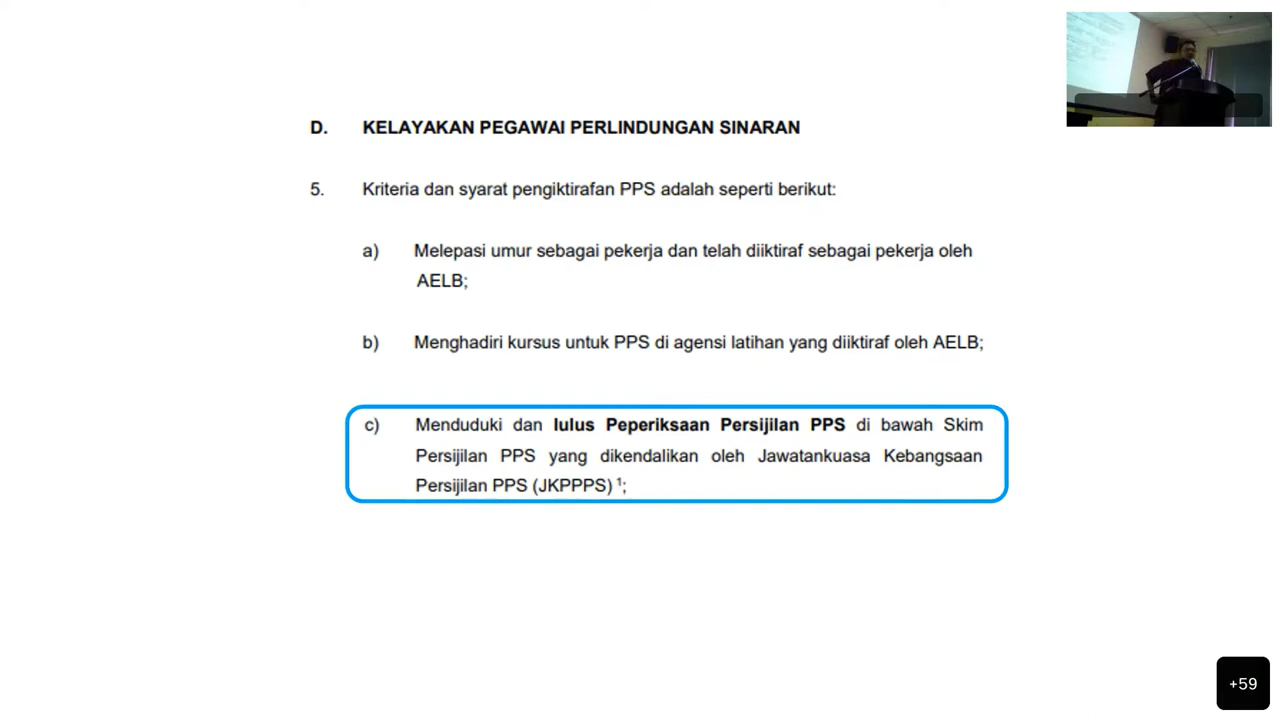 D. KELAYAKAN PEGAWAI PERLINDUNGAN SINARAN
5. Kriteria dan syarat pengiktirafan PPS adalah seperti berikut:
a) Melepasi umur sebagai pekerja dan telah diiktiraf sebagai pekerja oleh
AELB;
b) Menghadiri kursus untuk PPS di agensi latihan yang diiktiraf oleh AELB;
c) Menduduki dan lulus Peperiksaan Persijilan PPS di bawah Skim
Persijilan PPS yang dikendalikan oleh Jawatankuasa Kebangsaan
Persijilan PPS (JKPPPS) ¹;
+59